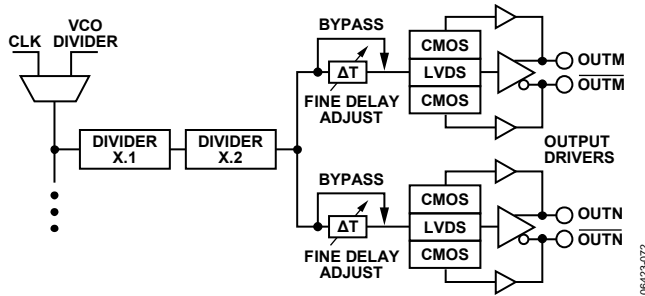 CLK
VCO
DIVIDER
DIVIDER
X.1
DIVIDER
X.2
BYPASS
ΔT
FINE DELAY
ADJUST
CMOS
LVDS
CMOS
OUTM
OUTM
OUTPUT
DRIVERS
BYPASS
ΔT
FINE DELAY
ADJUST
CMOS
LVDS
CMOS
OUTN
OUTN
06423-072